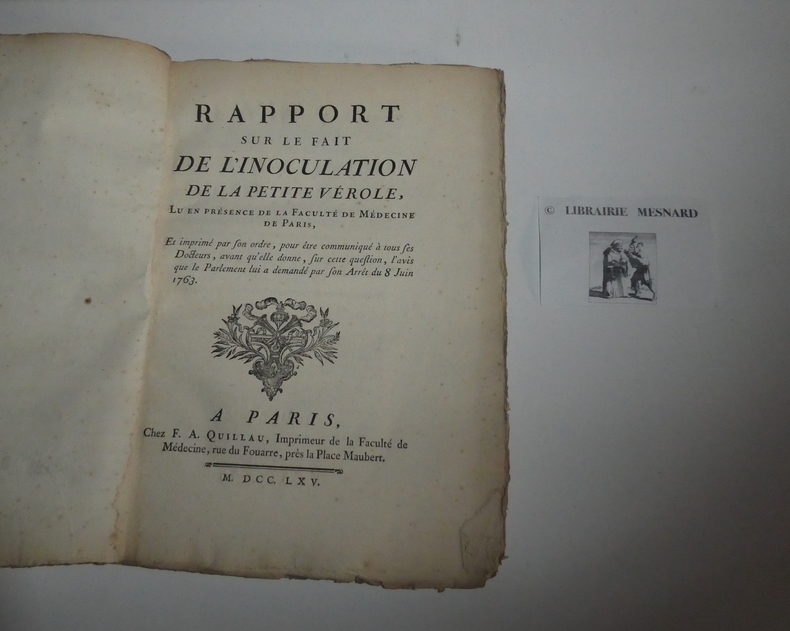 RAPPORT
SUR LE FAIT
DE L'INOCULATION
DE LA PETITE VÉROLE,
LU EN PRÉSENCE DE LA FACULTÉ DE MÉDECINE
DE PARIS,
Et imprimé par ſon ordre, pour être communiqué à tous ſes
Docteurs, avant qu'elle donne, ſur cette queſtion, l'avis
que le Parlement lui a demandé par ſon Arrêt du 8 Juin
1763.
A PARIS,
Chez F. A. QUILLAU, Imprimeur de la Faculté de
Médecine, rue du Fouarre, près la Place Maubert.
M. DCC. LXV.
© LIBRAIRIE MESNARD